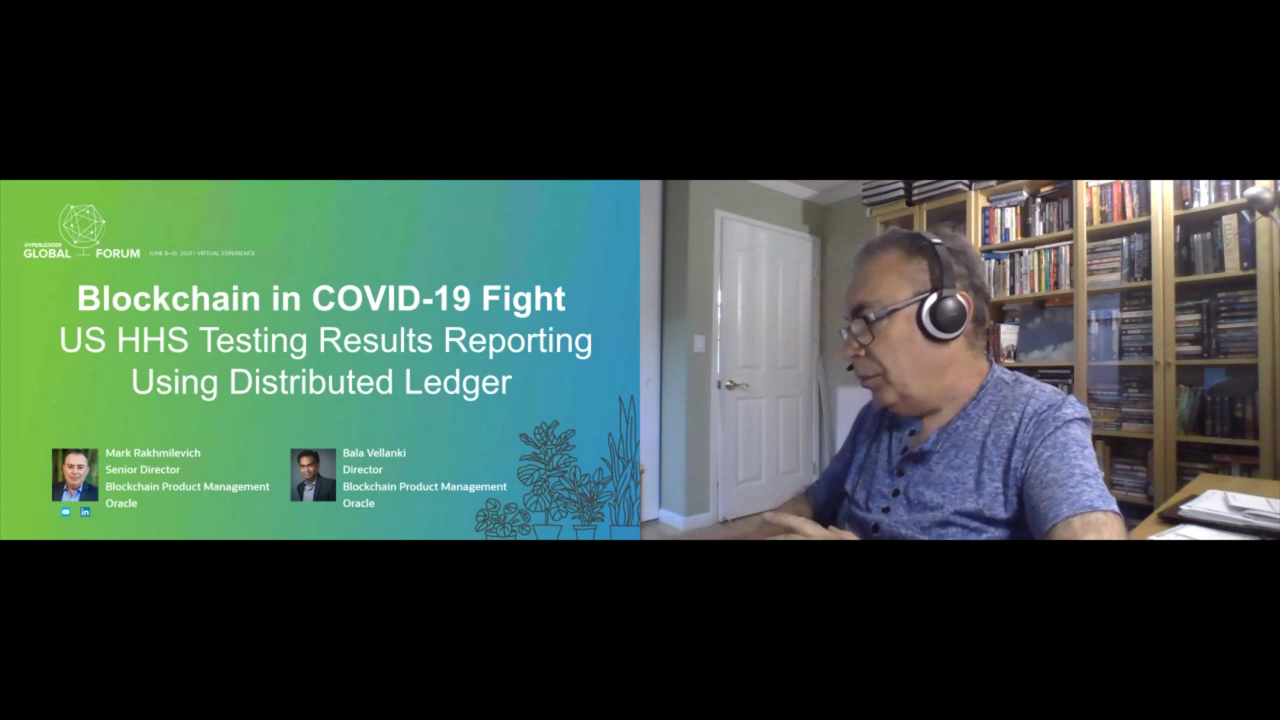 HYPERLEDGER
GLOBAL FORUM JUNE 8-10, 2021 | VIRTUAL EXPERIENCE
Blockchain in COVID-19 Fight
US HHS Testing Results Reporting
Using Distributed Ledger
Mark Rakhmilevich
Senior Director
Blockchain Product Management
Oracle
in
Bala Vellanki
Director
Blockchain Product Management
Oracle